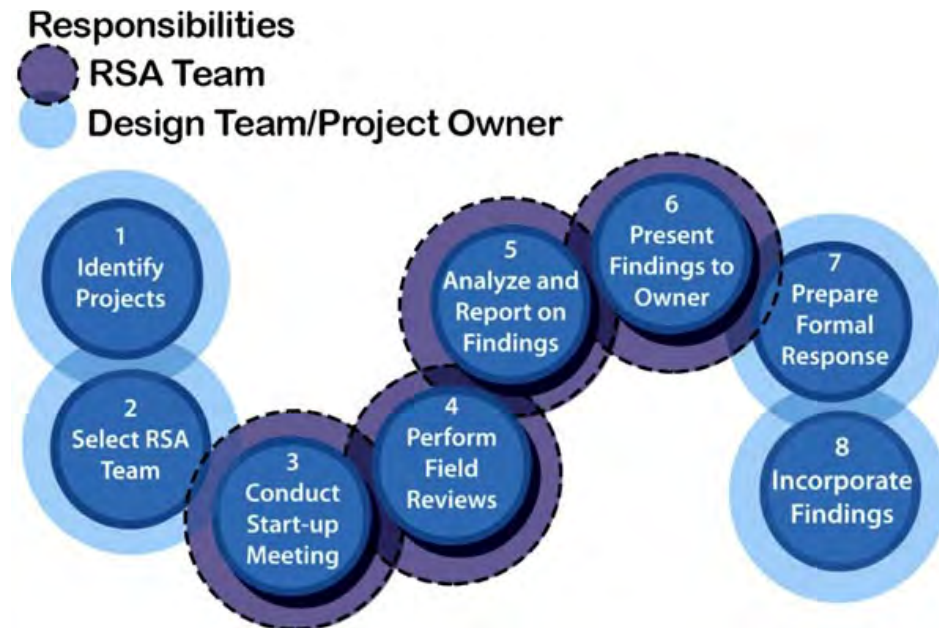 Responsibilities
RSA Team
Design Team/Project Owner
1
Identify
Projects
2
Select RSA
Team
3
Conduct
Start-up
Meeting
4
Perform
Field
Reviews
5
Analyze and
Report on
Findings
6
Present
Findings to
Owner
7
Prepare
Formal
Response
8
Incorporate
Findings